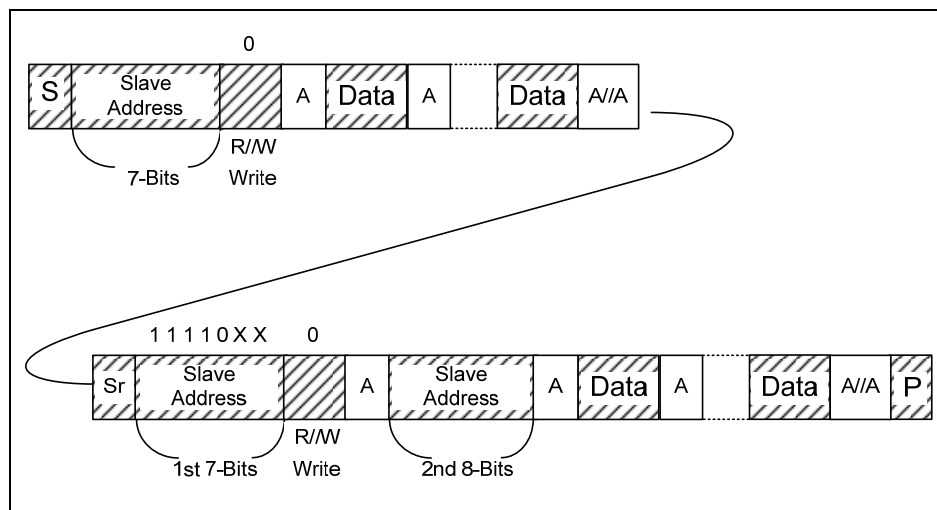 0
S Slave Address A Data A Data A//A
R//W
7-Bits Write
1 1 1 1 0 X X 0
Sr Slave Address A Slave Address A Data A Data A//A P
R//W
1st 7-Bits Write 2nd 8-Bits